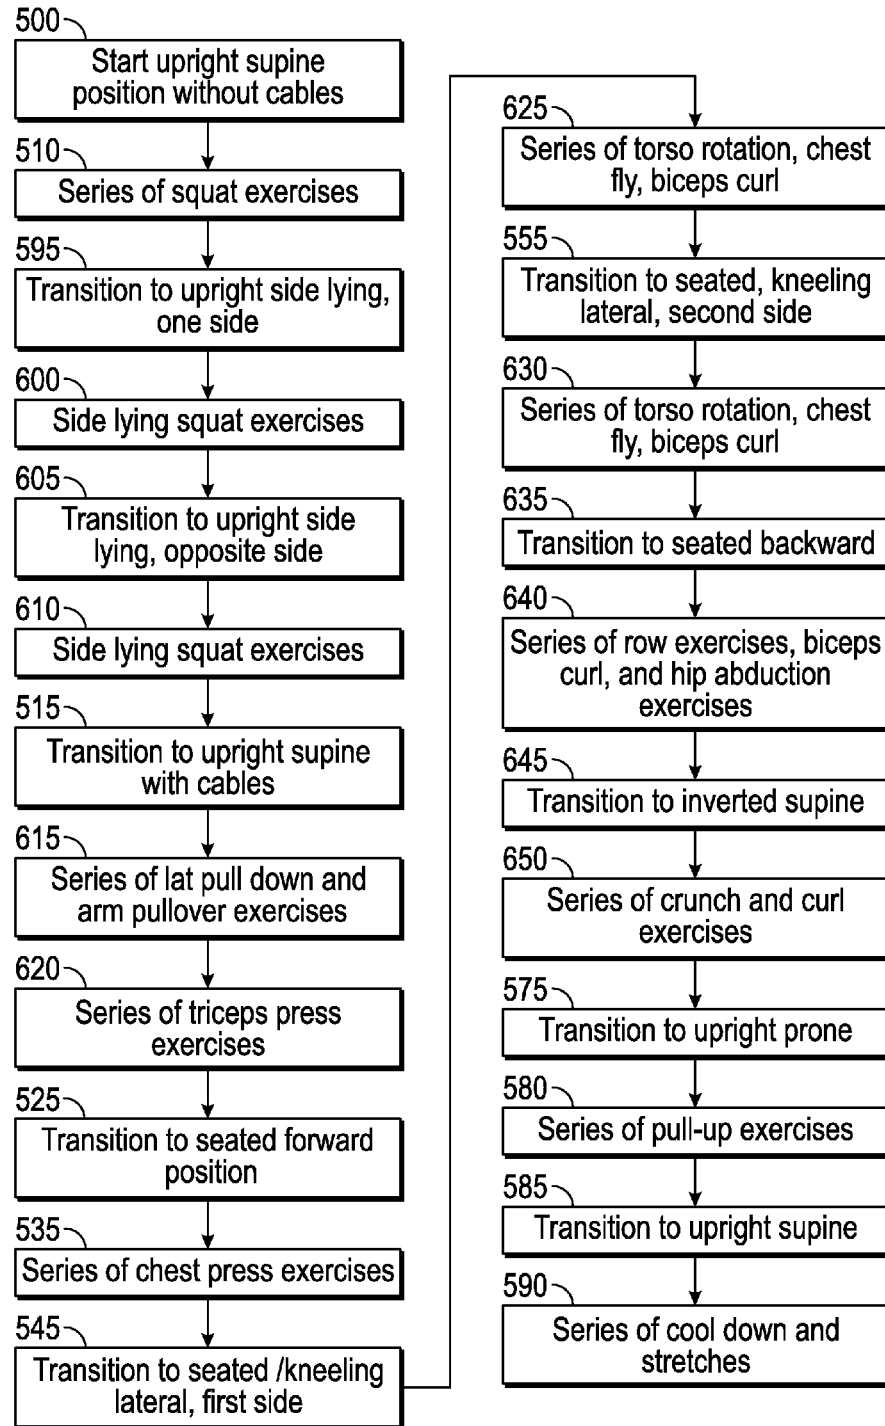 500
Start upright supine
position without cables
510
Series of squat exercises
595
Transition to upright side lying,
one side
600
Side lying squat exercises
605
Transition to upright side
lying, opposite side
610
Side lying squat exercises
515
Transition to upright supine
with cables
615
Series of lat pull down and
arm pullover exercises
620
Series of triceps press
exercises
525
Transition to seated forward
position
535
Series of chest press exercises
545
Transition to seated /kneeling
lateral, first side
625
Series of torso rotation, chest
fly, biceps curl
555
Transition to seated, kneeling
lateral, second side
630
Series of torso rotation, chest
fly, biceps curl
635
Transition to seated backward
640
Series of row exercises, biceps
curl, and hip abduction
exercises
645
Transition to inverted supine
650
Series of crunch and curl
exercises
575
Transition to upright prone
580
Series of pull-up exercises
585
Transition to upright supine
590
Series of cool down and
stretches